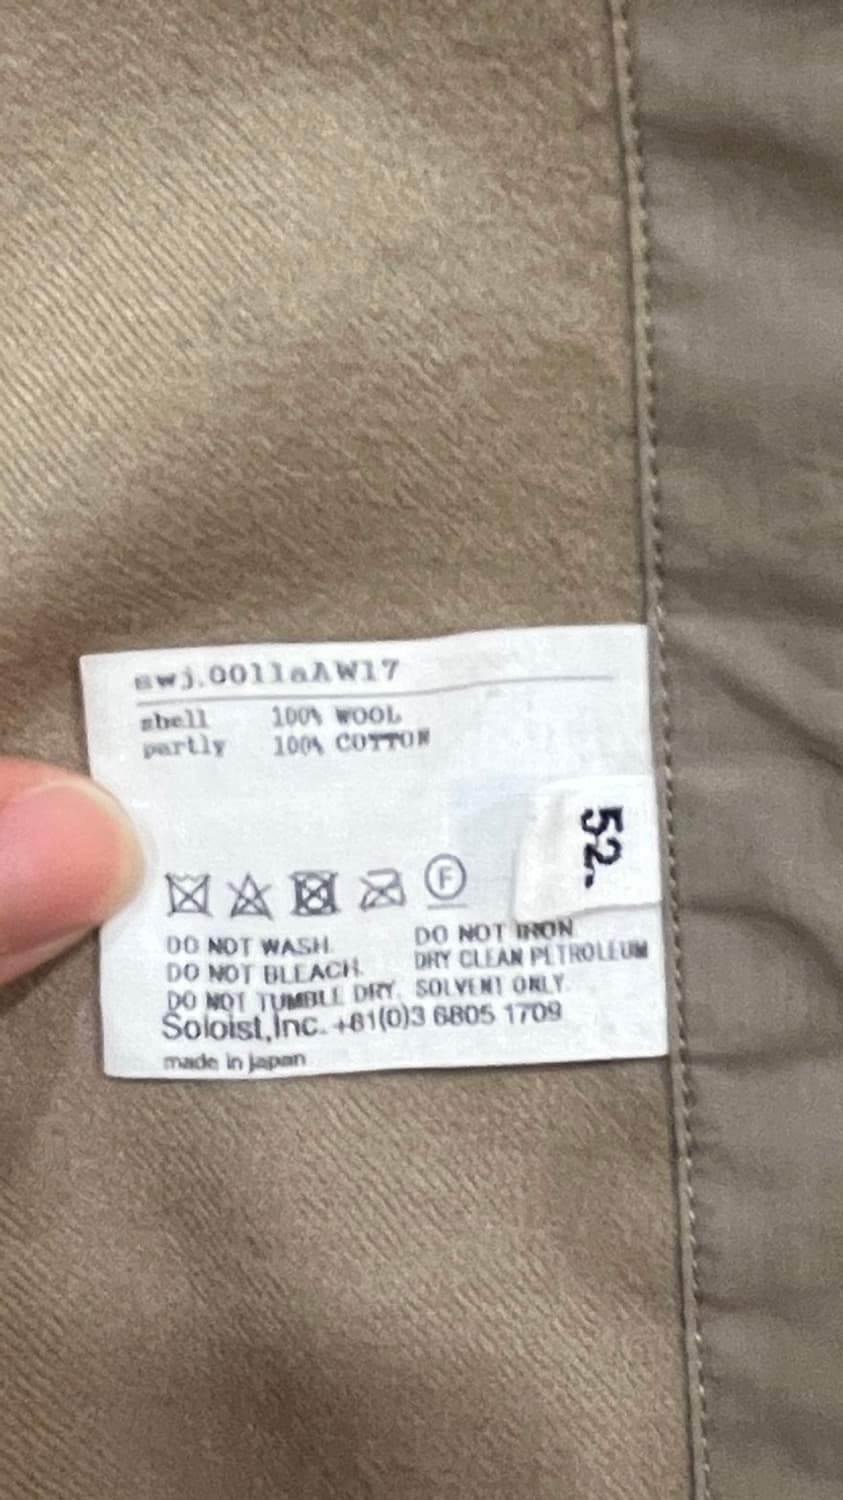 swj.0011aAW17
shell 100% WOOL
partly 100% COTTON
52.
F
DO NOT WASH. DO NOT IRON.
DO NOT BLEACH. DRY CLEAN PETROLEUM
DO NOT TUMBLE DRY. SOLVENT ONLY.
Soloist,Inc. +81(0)3 6805 1709
made in japan